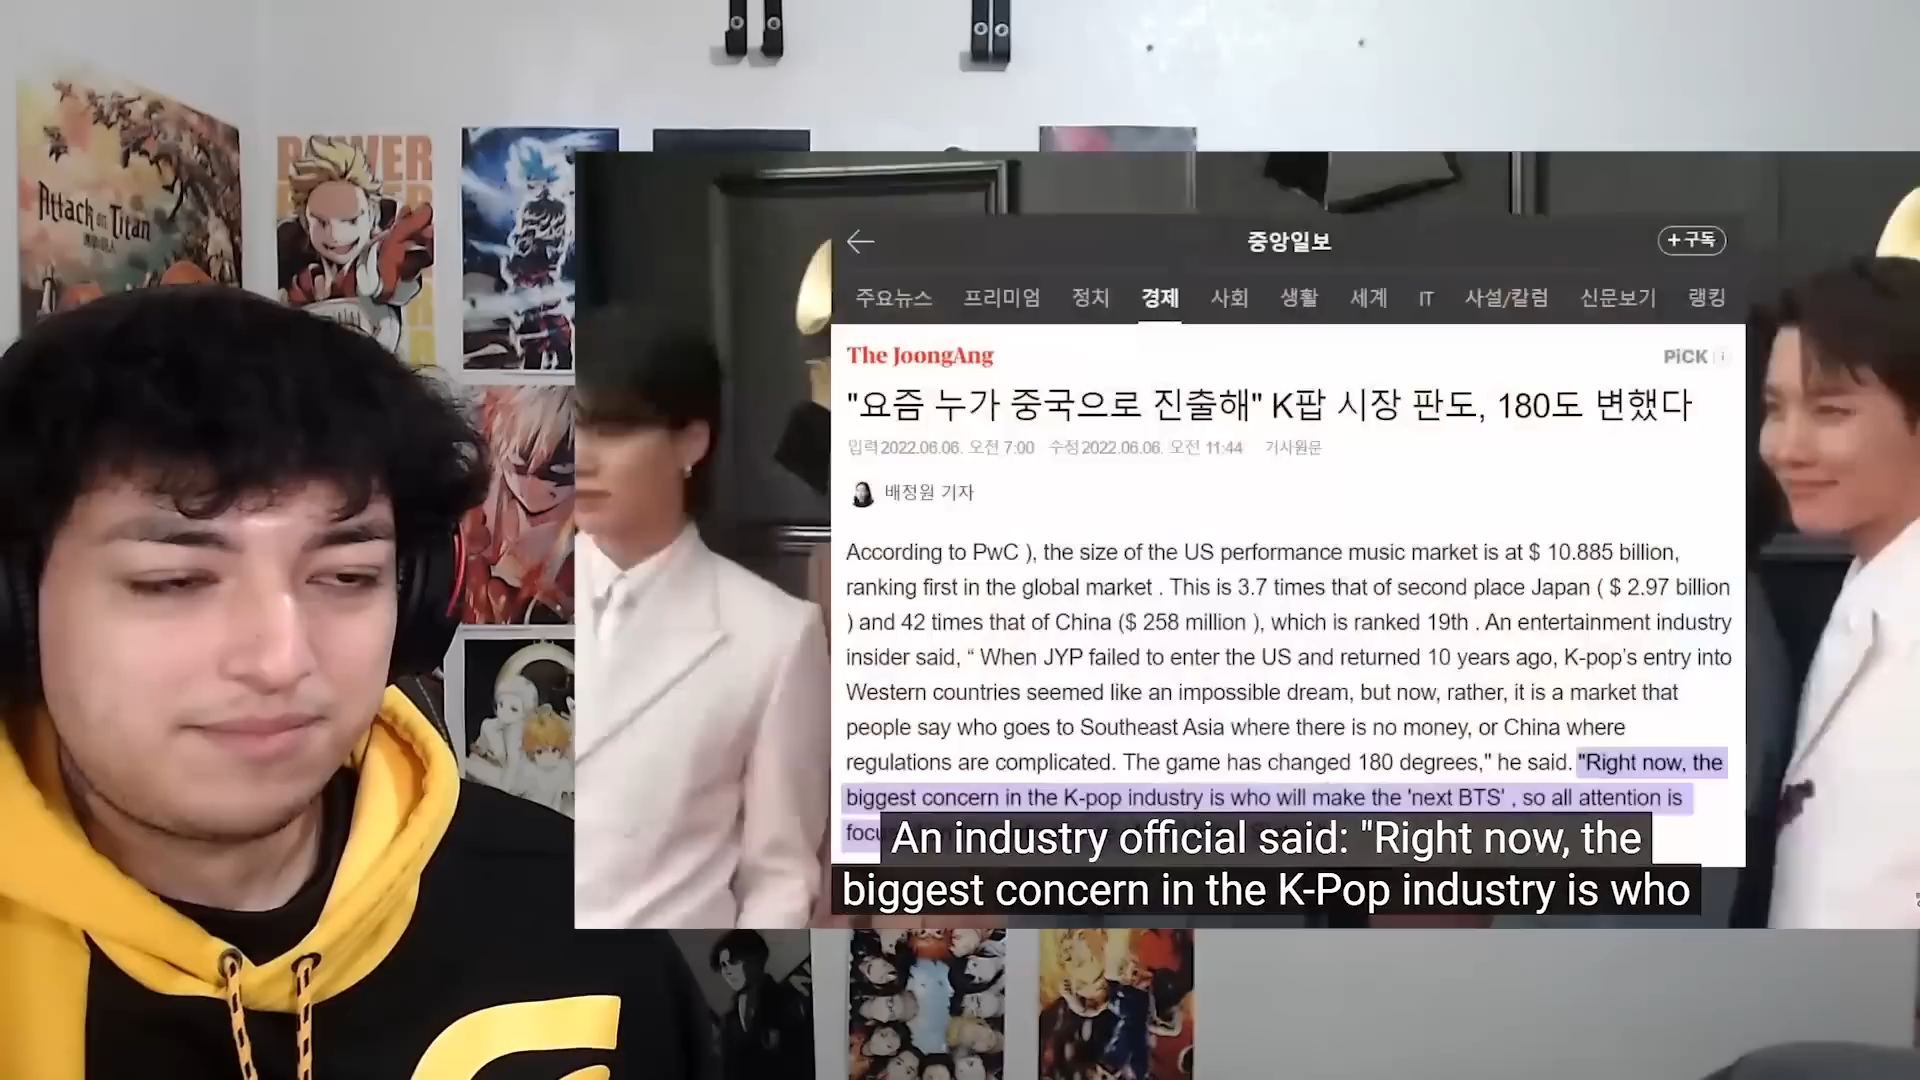 Attack on Titan
POWER
중앙일보
+구독
주요뉴스 프리미엄 정치 경제 사회 생활 세계 IT 사설/칼럼 신문보기 랭킹
The JoongAng
PiCK
"요즘 누가 중국으로 진출해" K팝 시장 판도, 180도 변했다
입력 2022.06.06. 오전 7:00 수정 2022.06.06. 오전 11:44 기사원문
배정원 기자
According to PwC ), the size of the US performance music market is at $ 10.885 billion,
ranking first in the global market . This is 3.7 times that of second place Japan ( $ 2.97 billion
) and 42 times that of China ($ 258 million ), which is ranked 19th . An entertainment industry
insider said, “ When JYP failed to enter the US and returned 10 years ago, K-pop's entry into
Western countries seemed like an impossible dream, but now, rather, it is a market that
people say who goes to Southeast Asia where there is no money, or China where
regulations are complicated. The game has changed 180 degrees," he said. "Right now, the
biggest concern in the K-pop industry is who will make the 'next BTS' , so all attention is
An industry official said: "Right now, the
biggest concern in the K-Pop industry is who